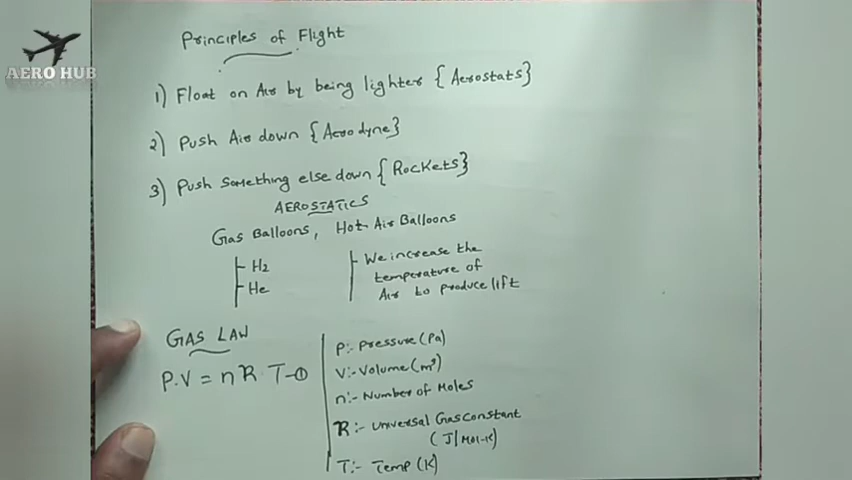 AERO HUB
Principles of Flight
1) Float on Air by being lighter {Aerostats}
2) Push Air down {Aerodyne}
3) Push Something else down {Rockets}
AEROSTATICS
Gas Balloons, Hot Air Balloons
H2
He
We increase the
temperature of
Air to produce lift
GAS LAW
P.V = n R T-①
P:- Pressure (Pa)
V:- Volume (m³)
n:- Number of Moles
R:- Universal Gas constant
(J/Mol-K)
T:- Temp (K)